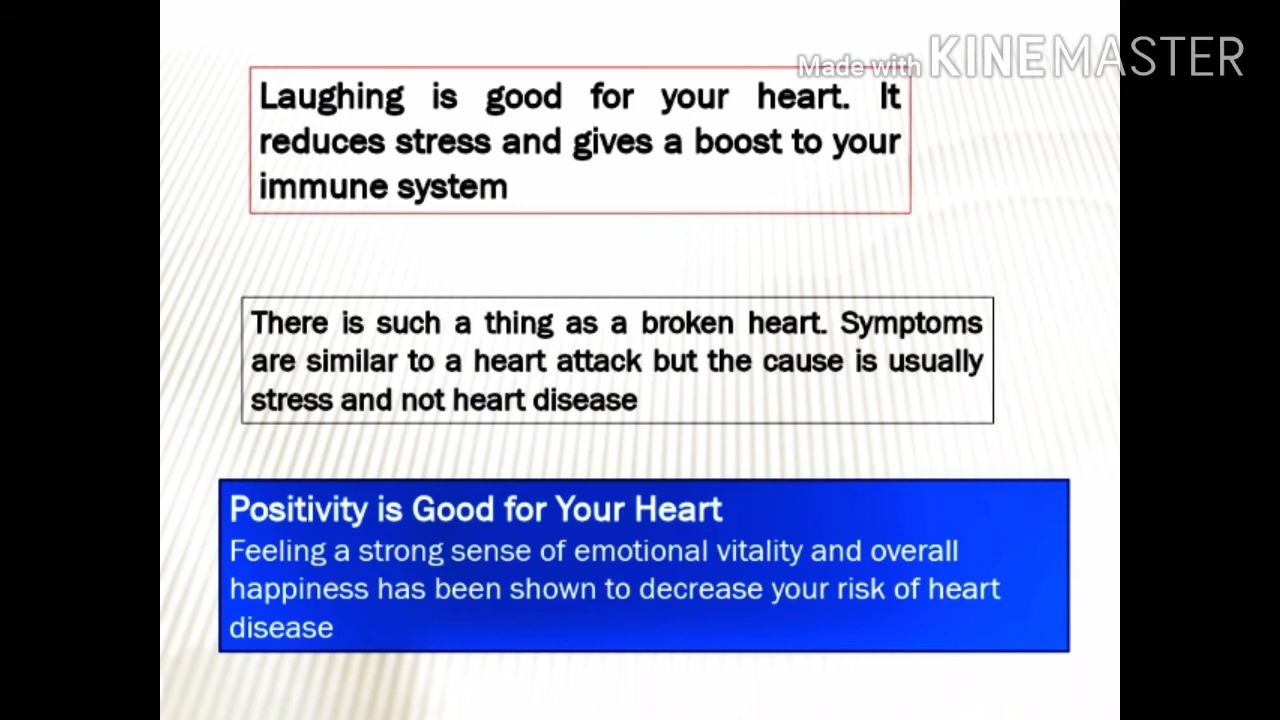 Made with KINEMASTER
Laughing is good for your heart. It
reduces stress and gives a boost to your
immune system
There is such a thing as a broken heart. Symptoms
are similar to a heart attack but the cause is usually
stress and not heart disease
Positivity is Good for Your Heart
Feeling a strong sense of emotional vitality and overall
happiness has been shown to decrease your risk of heart
disease